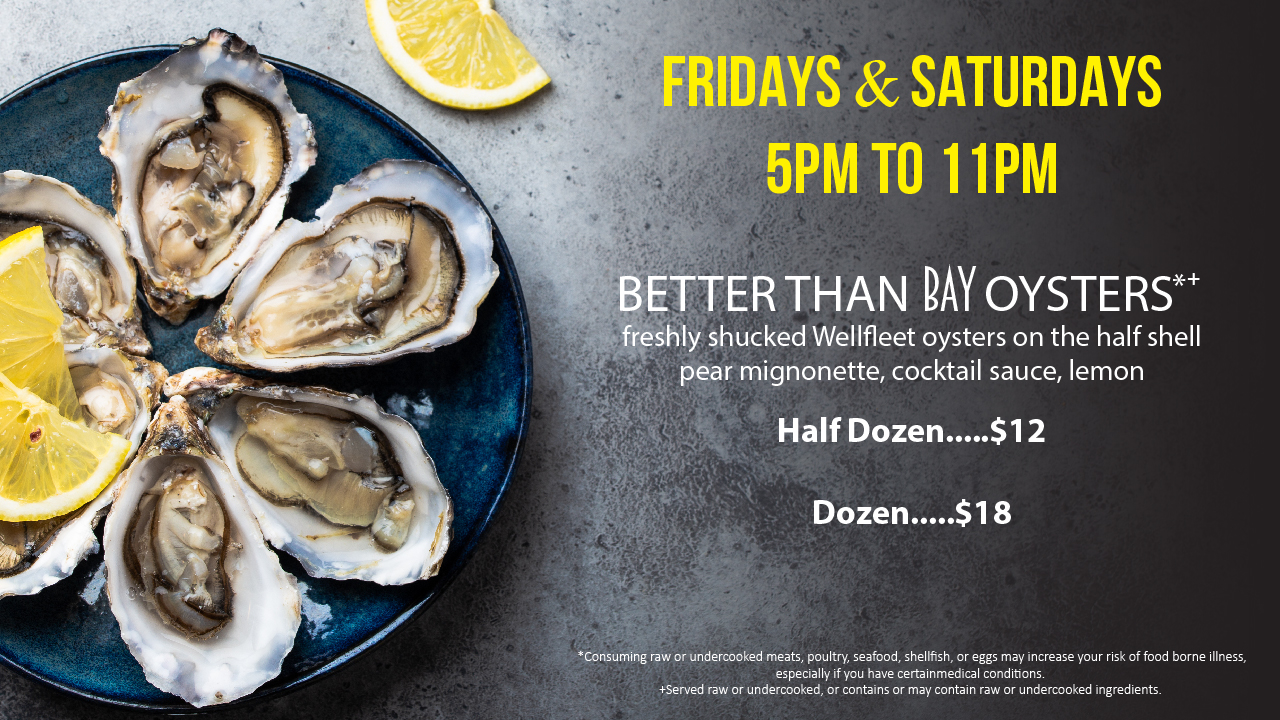 FRIDAYS & SATURDAYS
5PM TO 11PM
BETTER THAN BAY OYSTERS*+
freshly shucked Wellfleet oysters on the half shell
pear mignonette, cocktail sauce, lemon
Half Dozen.....$12
Dozen.....$18
*Consuming raw or undercooked meats, poultry, seafood, shellfish, or eggs may increase your risk of food borne illness,
especially if you have certainmedical conditions.
+Served raw or undercooked, or contains or may contain raw or undercooked ingredients.